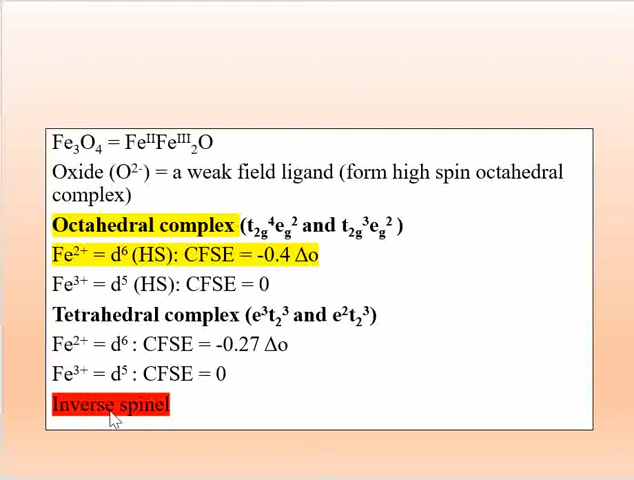 Fe₃O₄ = FeᴵᴵFeᴵᴵᴵ₂O
Oxide (O²⁻) = a weak field ligand (form high spin octahedral
complex)
Octahedral complex (t₂g⁴eg² and t₂g³eg² )
Fe²⁺ = d⁶ (HS): CFSE = -0.4 Δo
Fe³⁺ = d⁵ (HS): CFSE = 0
Tetrahedral complex (e³t₂³ and e²t₂³)
Fe²⁺ = d⁶ : CFSE = -0.27 Δo
Fe³⁺ = d⁵ : CFSE = 0
Inverse spinel